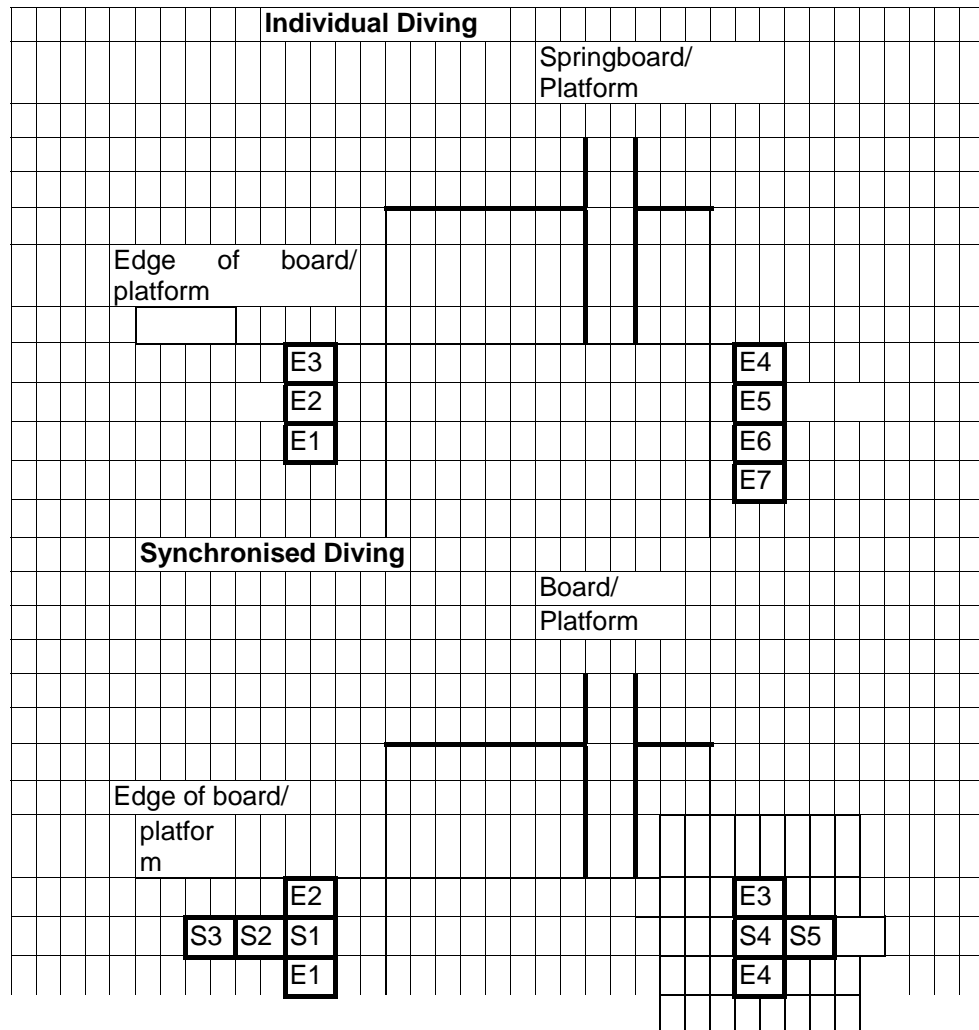 Individual Diving
Springboard/
Platform
Edge of board/
platform
E3 E4
E2 E5
E1 E6
E7
Synchronised Diving
Board/
Platform
Edge of board/
platfor
m
E2 E3
S3 S2 S1 S4 S5
E1 E4